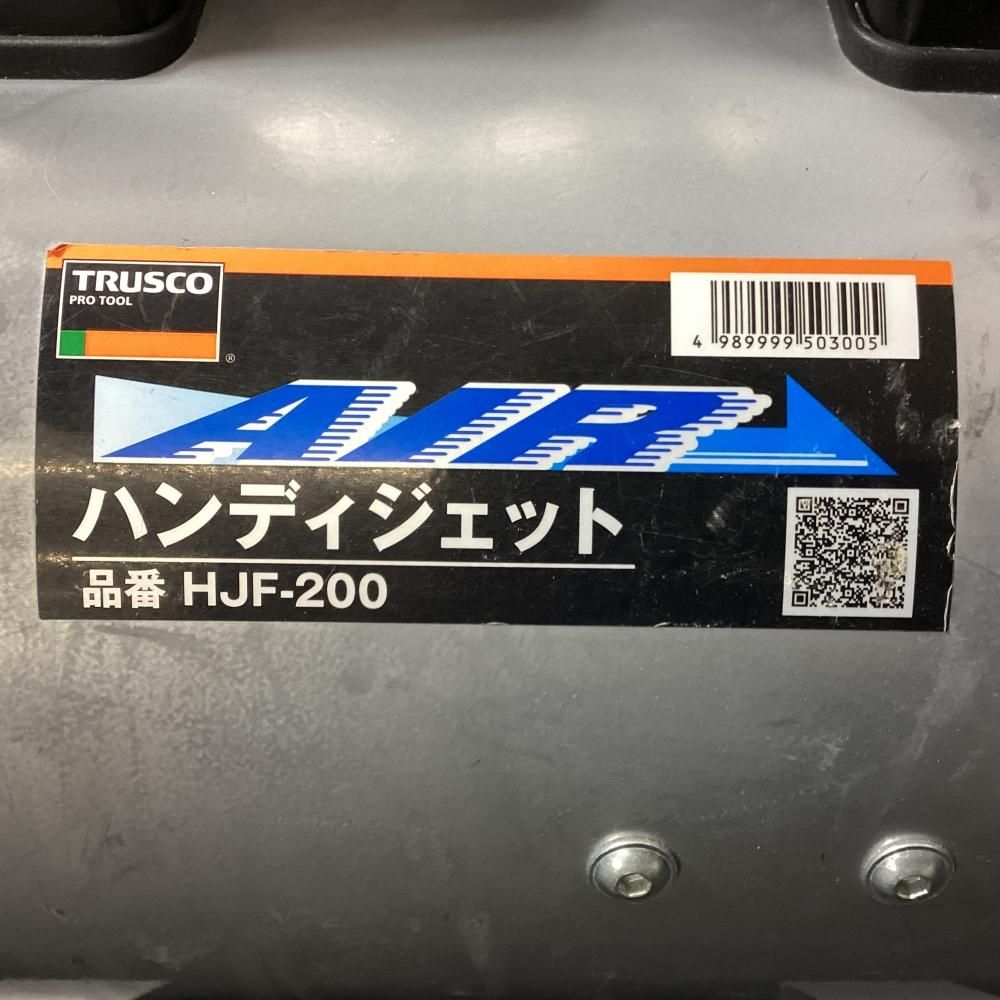 TRUSCO
PRO TOOL
®
4 989999 503005
AIR
ハンディジェット
品番 HJF-200